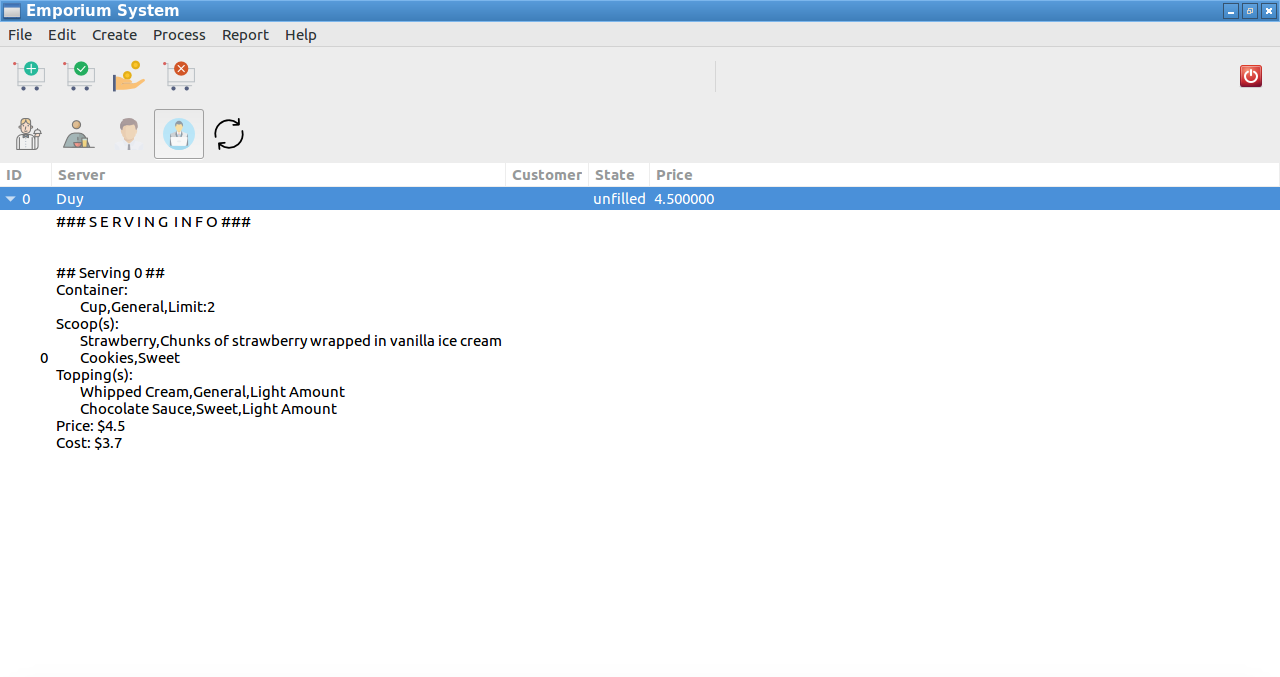 Emporium System
File Edit Create Process Report Help
ID Server Customer State Price
0 Duy unfilled 4.500000
### S E R V I N G I N F O ###
## Serving 0 ##
Container:
Cup,General,Limit:2
Scoop(s):
Strawberry,Chunks of strawberry wrapped in vanilla ice cream
0 Cookies,Sweet
Topping(s):
Whipped Cream,General,Light Amount
Chocolate Sauce,Sweet,Light Amount
Price: $4.5
Cost: $3.7